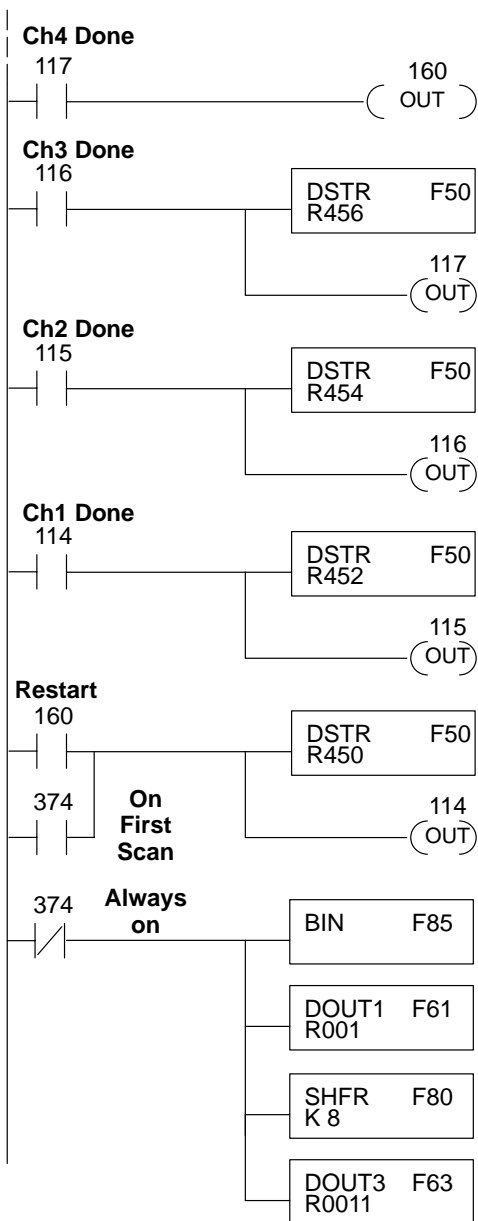 Ch4 Done
117
160
OUT
Ch3 Done
116
DSTR F50
R456
117
OUT
Ch2 Done
115
DSTR F50
R454
116
OUT
Ch1 Done
114
DSTR F50
R452
115
OUT
Restart
160
DSTR F50
R450
374
On
First
Scan
114
OUT
374
Always
on
BIN F85
DOUT1 F61
R001
SHFR F80
K 8
DOUT3 F63
R0011